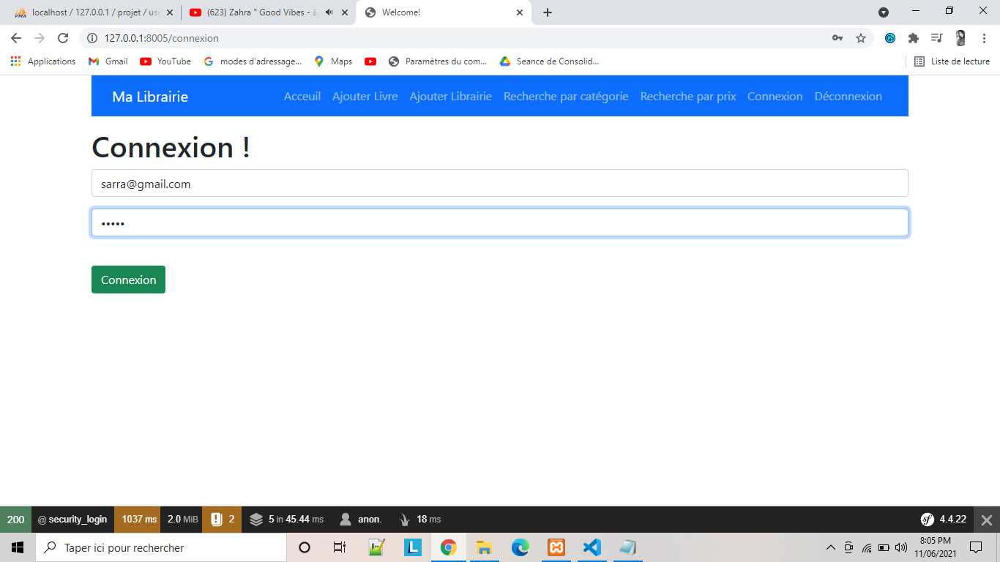 localhost / 127.0.0.1 / projet / use
(623) Zahra " Good Vibes -
Welcome!
127.0.0.1:8005/connexion
Applications Gmail YouTube modes d'adressage... Maps Paramètres du com... Seance de Consolid... Liste de lecture
Ma Librairie Acceuil Ajouter Livre Ajouter Librairie Recherche par catégorie Recherche par prix Connexion Déconnexion
Connexion !
sarra@gmail.com
•••••
Connexion
200 @ security_login 1037 ms 2.0 MiB 2 5 in 45.44 ms anon. 18 ms sf 4.4.22
Taper ici pour rechercher
8:05 PM
11/06/2021